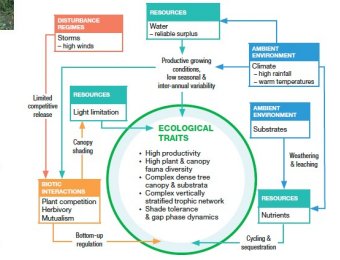 RESOURCES
Water
– reliable surplus
DISTURBANCE
REGIMES
Storms
– high winds
AMBIENT
ENVIRONMENT
Climate
– high rainfall
– warm temperatures
Productive growing
conditions,
low seasonal &
inter-annual variability
Limited
competitive
release
RESOURCES
Light limitation
AMBIENT
ENVIRONMENT
Substrates
Canopy
shading
ECOLOGICAL
TRAITS
• High productivity
• High plant & canopy
fauna diversity
• Complex dense tree
canopy & substrata
• Complex vertically
stratified trophic network
• Shade tolerance
& gap phase dynamics
Weathering
& leaching
BIOTIC
INTERACTIONS
Plant competition
Herbivory
Mutualism
RESOURCES
Nutrients
Bottom-up
regulation
Cycling &
sequestration